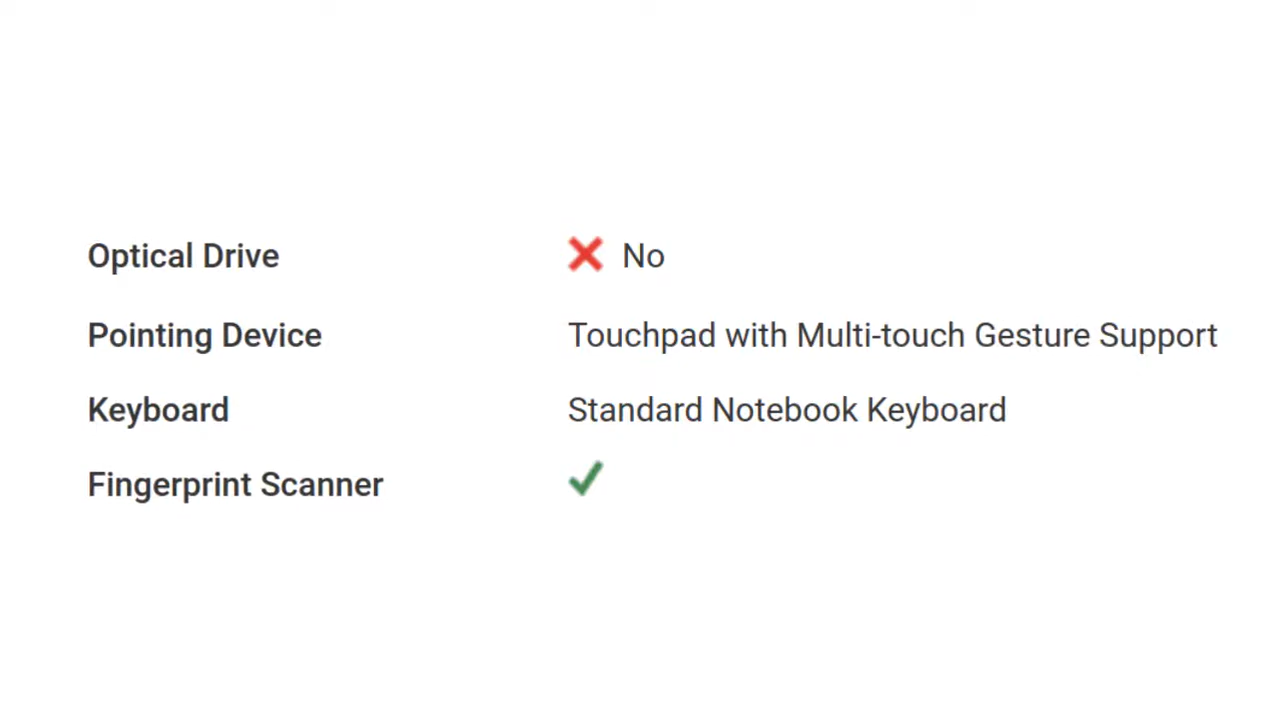 Optical Drive ❌ No
Pointing Device Touchpad with Multi-touch Gesture Support
Keyboard Standard Notebook Keyboard
Fingerprint Scanner ✔